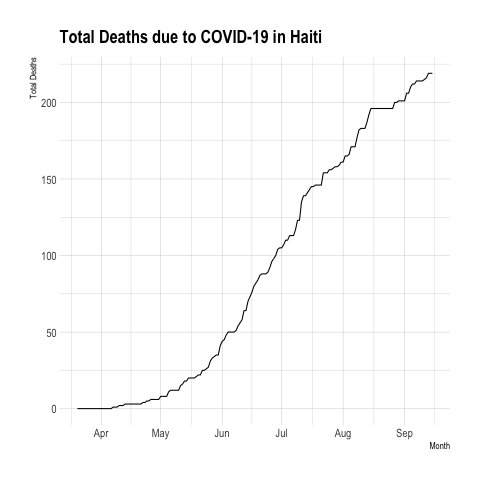 Total Deaths due to COVID-19 in Haiti
Total Deaths
200
150
100
50
0
Apr May Jun Jul Aug Sep
Month